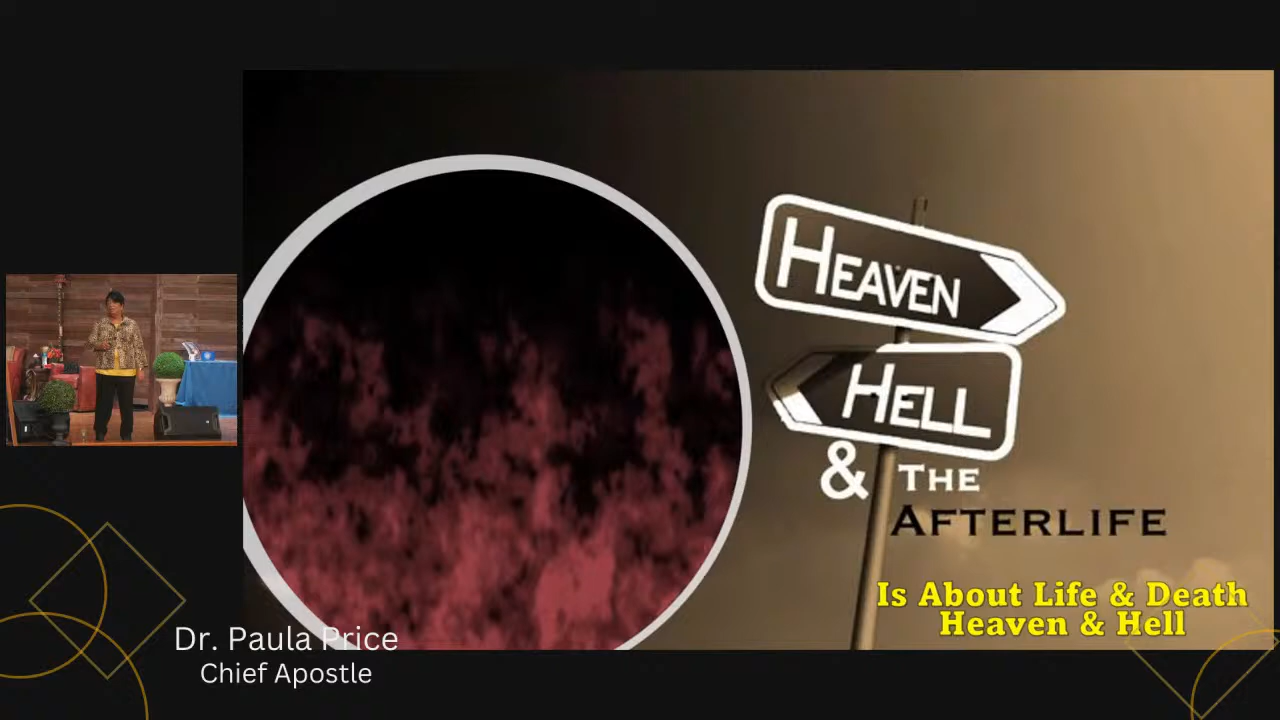 HEAVEN
HELL
& THE
AFTERLIFE
Is About Life & Death
Heaven & Hell
Dr. Paula Price
Chief Apostle